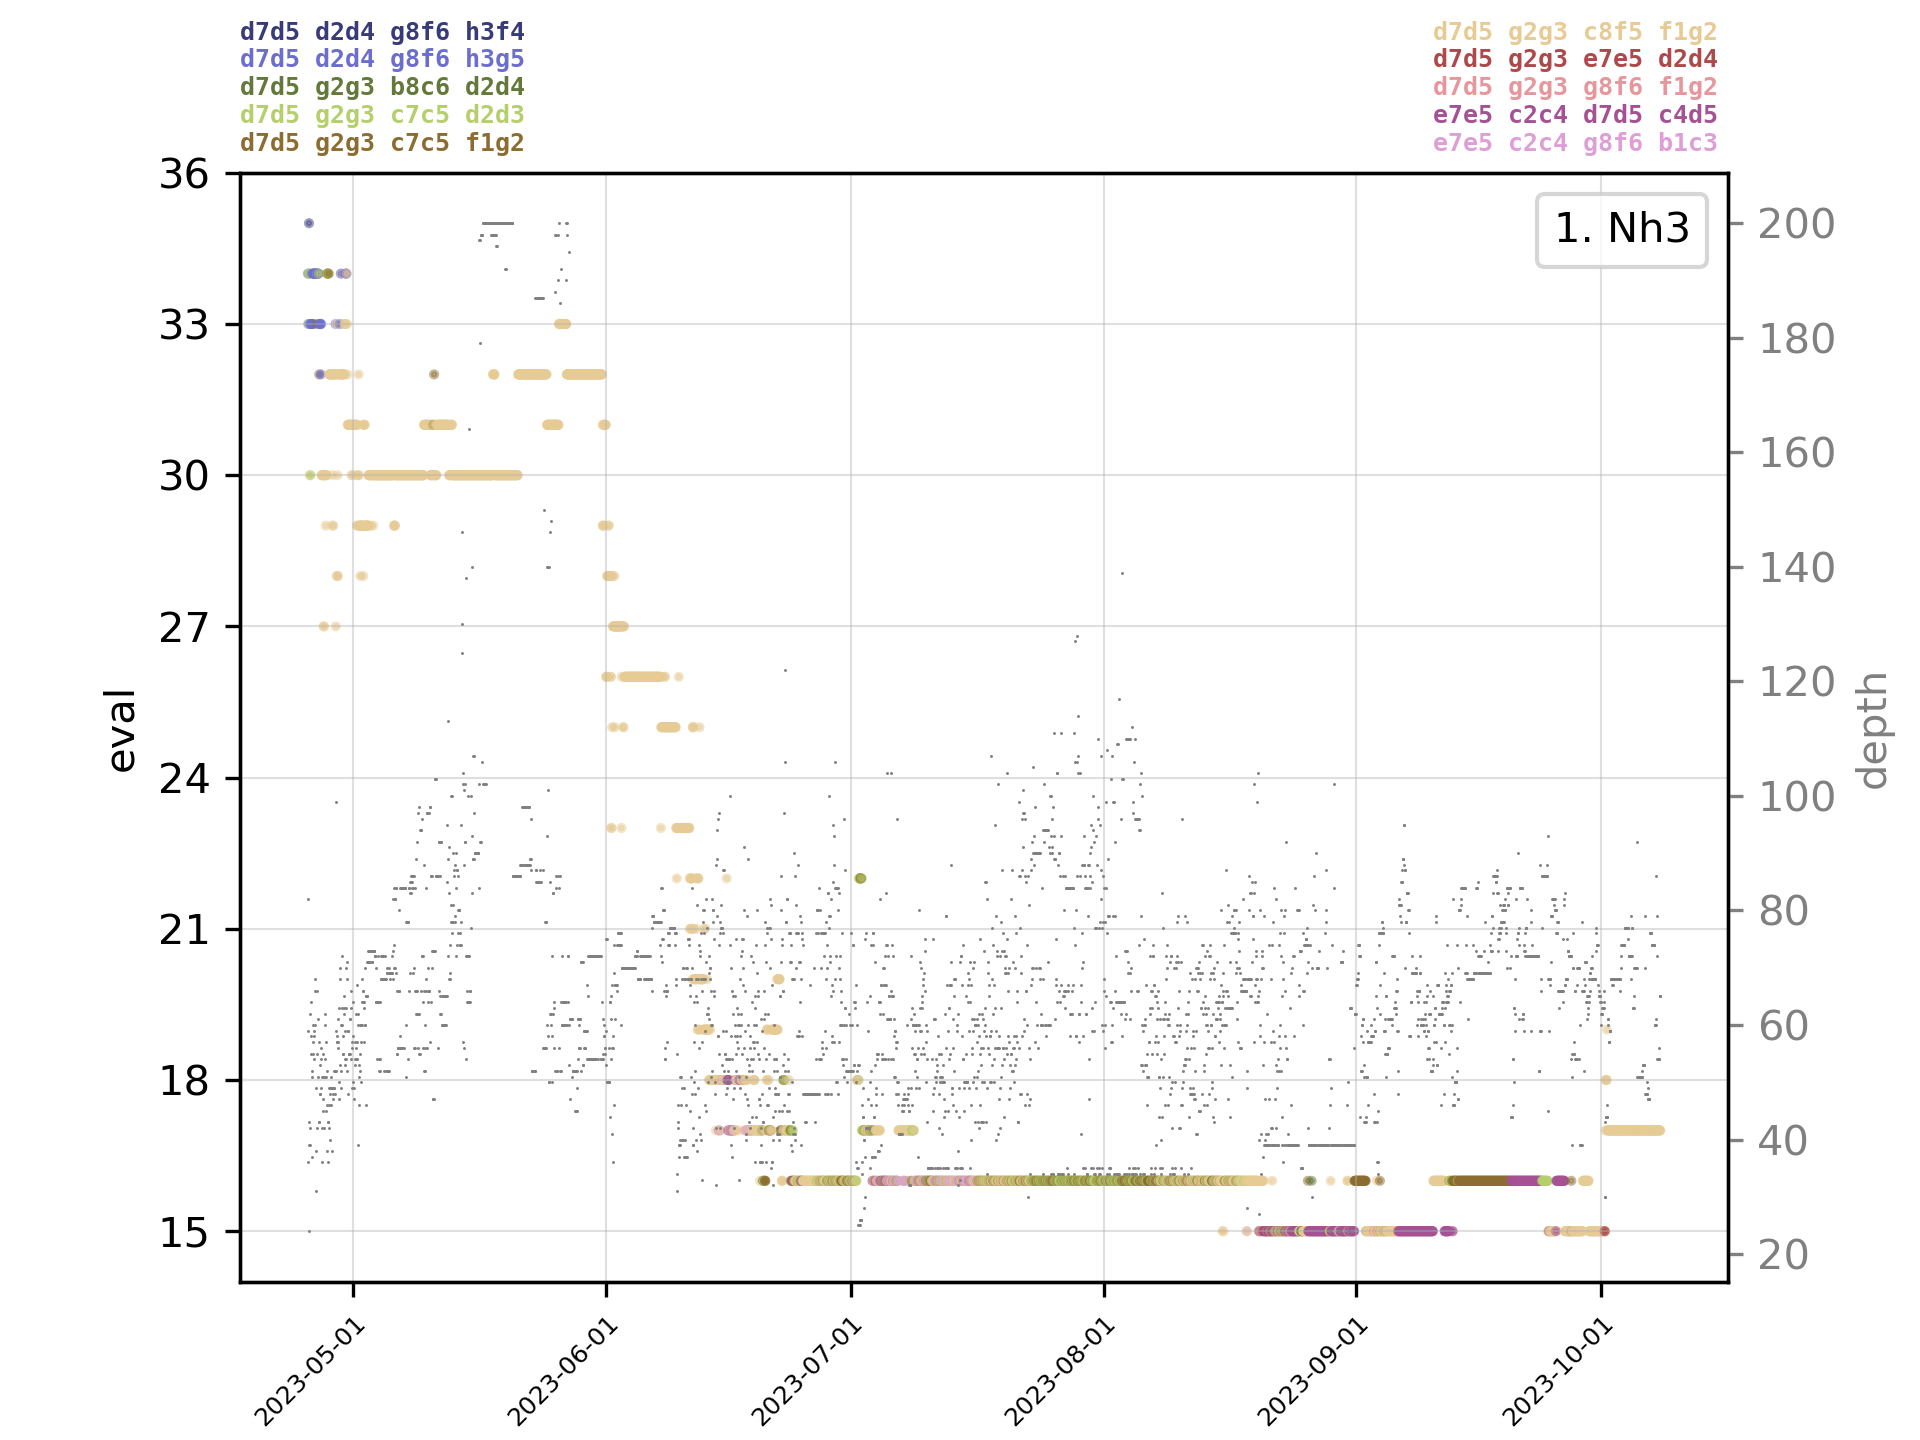 d7d5 d2d4 g8f6 h3f4
d7d5 d2d4 g8f6 h3g5
d7d5 g2g3 b8c6 d2d4
d7d5 g2g3 c7c5 d2d3
d7d5 g2g3 c7c5 f1g2
d7d5 g2g3 c8f5 f1g2
d7d5 g2g3 e7e5 d2d4
d7d5 g2g3 g8f6 f1g2
e7e5 c2c4 d7d5 c4d5
e7e5 c2c4 g8f6 b1c3
1. Nh3
eval
36
33
30
27
24
21
18
15
depth
200
180
160
140
120
100
80
60
40
20
2023-05-01
2023-06-01
2023-07-01
2023-08-01
2023-09-01
2023-10-01